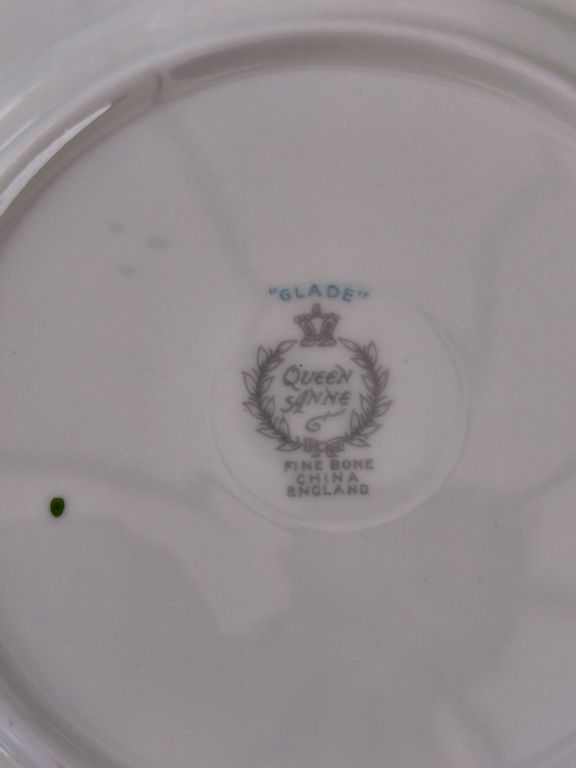 "GLADE"
QUEEN
ANNE
FINE BONE
CHINA
ENGLAND